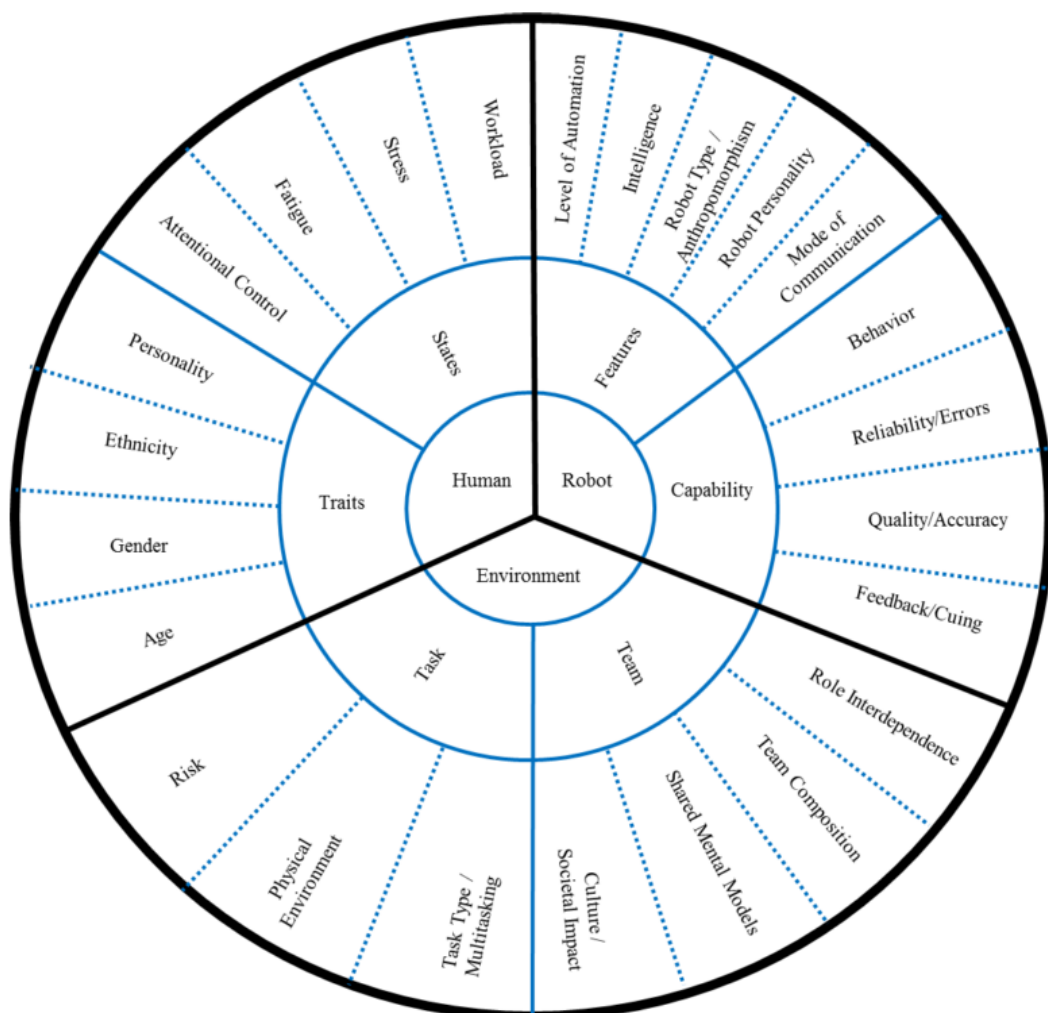 Human
Robot
Environment
States
Features
Traits
Capability
Task
Team
Workload
Stress
Fatigue
Attentional Control
Personality
Ethnicity
Gender
Age
Level of Automation
Intelligence
Robot Type /
Anthropomorphism
Robot Personality
Mode of
Communication
Behavior
Reliability/Errors
Quality/Accuracy
Feedback/Cuing
Role Interdependence
Team Composition
Shared Mental Models
Culture /
Societal Impact
Task Type /
Multitasking
Physical
Environment
Risk